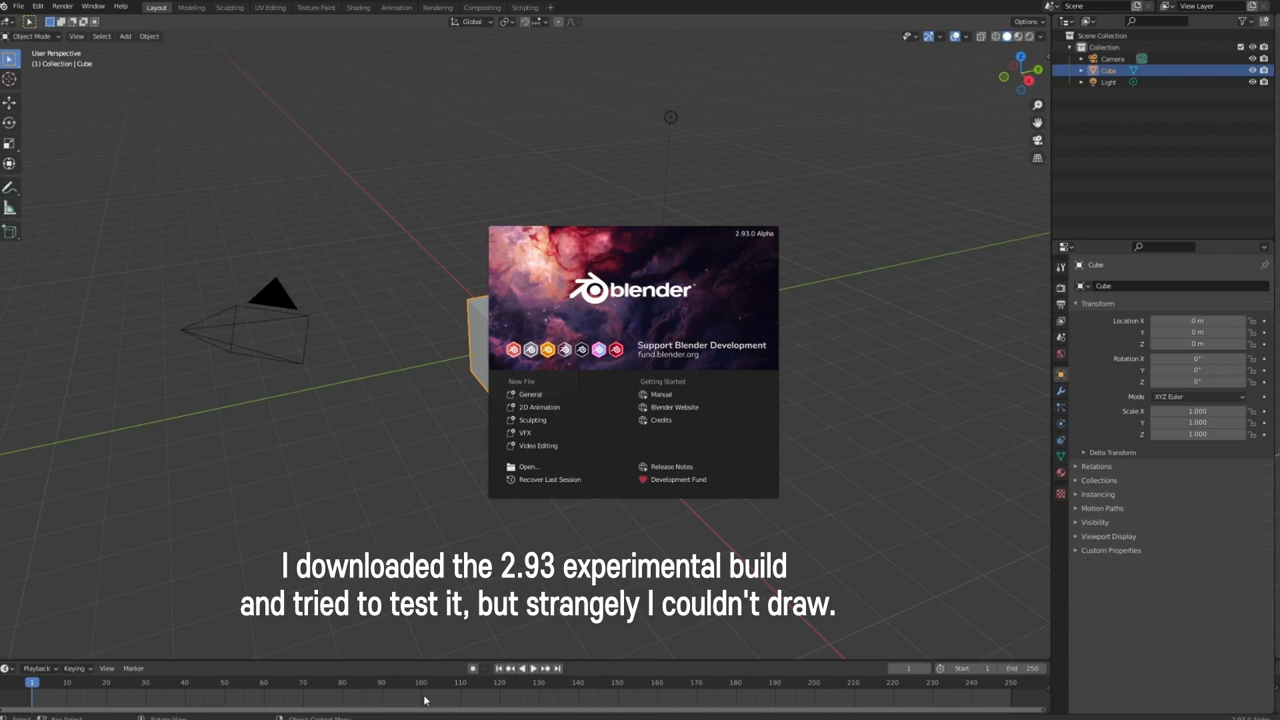 File Edit Render Window Help Layout Modeling Sculpting UV Editing Texture Paint Shading Animation Rendering Compositing Scripting + Scene View Layer
Global Options
Object Mode View Select Add Object
User Perspective
(1) Collection | Cube
Scene Collection
Collection
Camera
Cube
Light
2.93.0 Alpha
blender
Support Blender Development
fund.blender.org
New File
General
2D Animation
Sculpting
VFX
Video Editing
Open...
Recover Last Session
Getting Started
Manual
Blender Website
Credits
Release Notes
Development Fund
Cube
Cube
Transform
Location X 0 m
Y 0 m
Z 0 m
Rotation X 0°
Y 0°
Z 0°
Mode XYZ Euler
Scale X 1.000
Y 1.000
Z 1.000
Delta Transform
Relations
Collections
Instancing
Motion Paths
Visibility
Viewport Display
Custom Properties
I downloaded the 2.93 experimental build
and tried to test it, but strangely I couldn't draw.
Playback Keying View Marker 1 Start 1 End 250
1 10 20 30 40 50 60 70 80 90 100 110 120 130 140 150 160 170 180 190 200 210 220 230 240 250